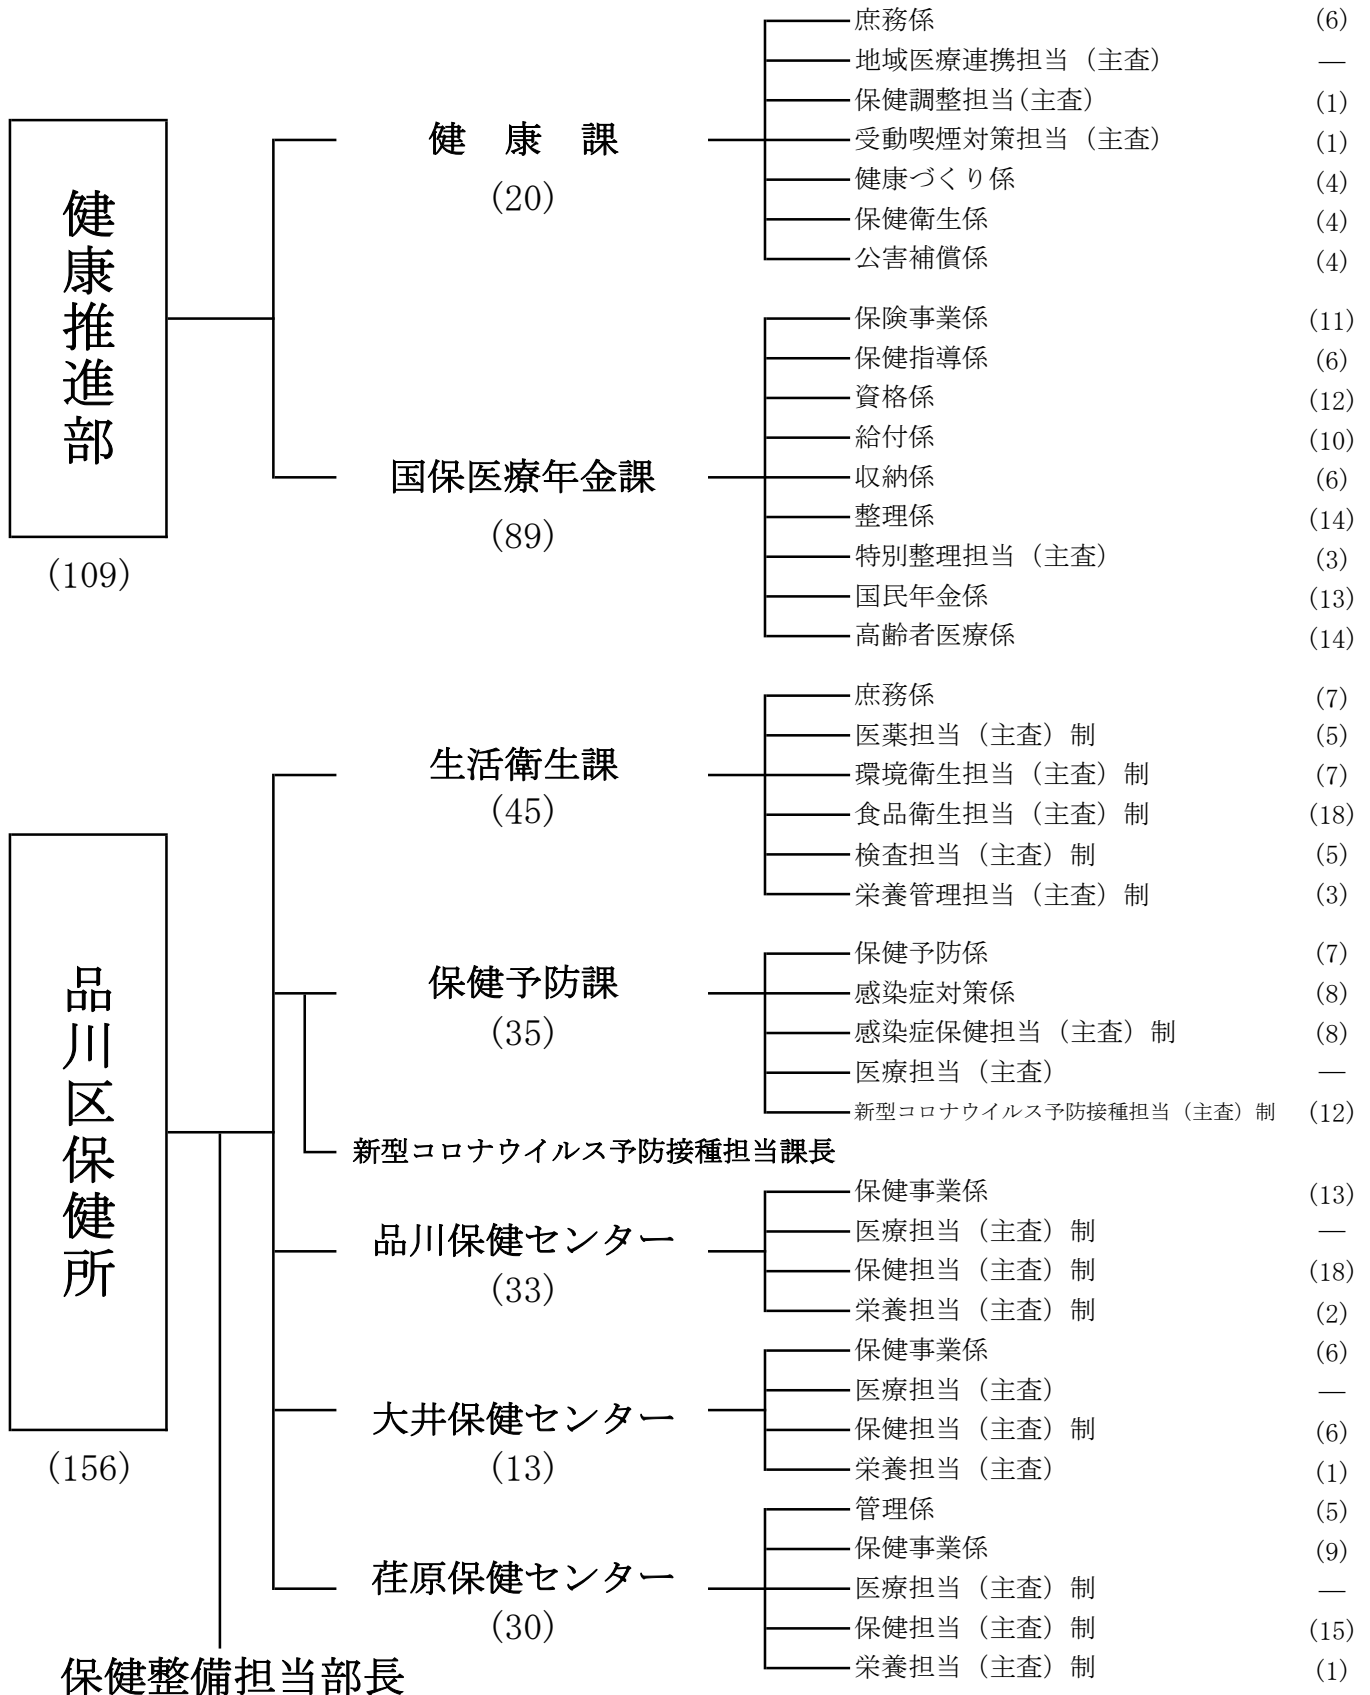 健康推進部
(109)
健　康　課
(20)
庶務係 (6)
地域医療連携担当（主査） ―
保健調整担当(主査) (1)
受動喫煙対策担当（主査） (1)
健康づくり係 (4)
保健衛生係 (4)
公害補償係 (4)
国保医療年金課
(89)
保険事業係 (11)
保健指導係 (6)
資格係 (12)
給付係 (10)
収納係 (6)
整理係 (14)
特別整理担当（主査） (3)
国民年金係 (13)
高齢者医療係 (14)
品川区保健所
(156)
生活衛生課
(45)
庶務係 (7)
医薬担当（主査）制 (5)
環境衛生担当（主査）制 (7)
食品衛生担当（主査）制 (18)
検査担当（主査）制 (5)
栄養管理担当（主査）制 (3)
保健予防課
(35)
保健予防係 (7)
感染症対策係 (8)
感染症保健担当（主査）制 (8)
医療担当（主査） ―
新型コロナウイルス予防接種担当（主査）制 (12)
新型コロナウイルス予防接種担当課長
品川保健センター
(33)
保健事業係 (13)
医療担当（主査）制 ―
保健担当（主査）制 (18)
栄養担当（主査）制 (2)
大井保健センター
(13)
保健事業係 (6)
医療担当（主査） ―
保健担当（主査）制 (6)
栄養担当（主査） (1)
荏原保健センター
(30)
管理係 (5)
保健事業係 (9)
医療担当（主査）制 ―
保健担当（主査）制 (15)
栄養担当（主査）制 (1)
保健整備担当部長